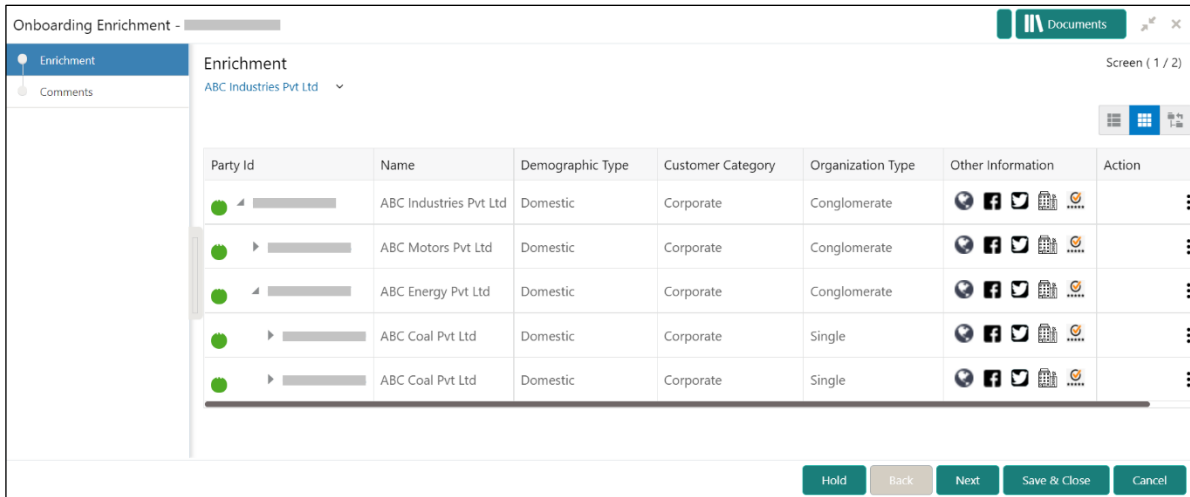 Onboarding Enrichment -
Documents
Enrichment
Comments
Enrichment
Screen ( 1 / 2)
ABC Industries Pvt Ltd
Party Id Name Demographic Type Customer Category Organization Type Other Information Action
ABC Industries Pvt Ltd Domestic Corporate Conglomerate
ABC Motors Pvt Ltd Domestic Corporate Conglomerate
ABC Energy Pvt Ltd Domestic Corporate Conglomerate
ABC Coal Pvt Ltd Domestic Corporate Single
ABC Coal Pvt Ltd Domestic Corporate Single
Hold Back Next Save & Close Cancel